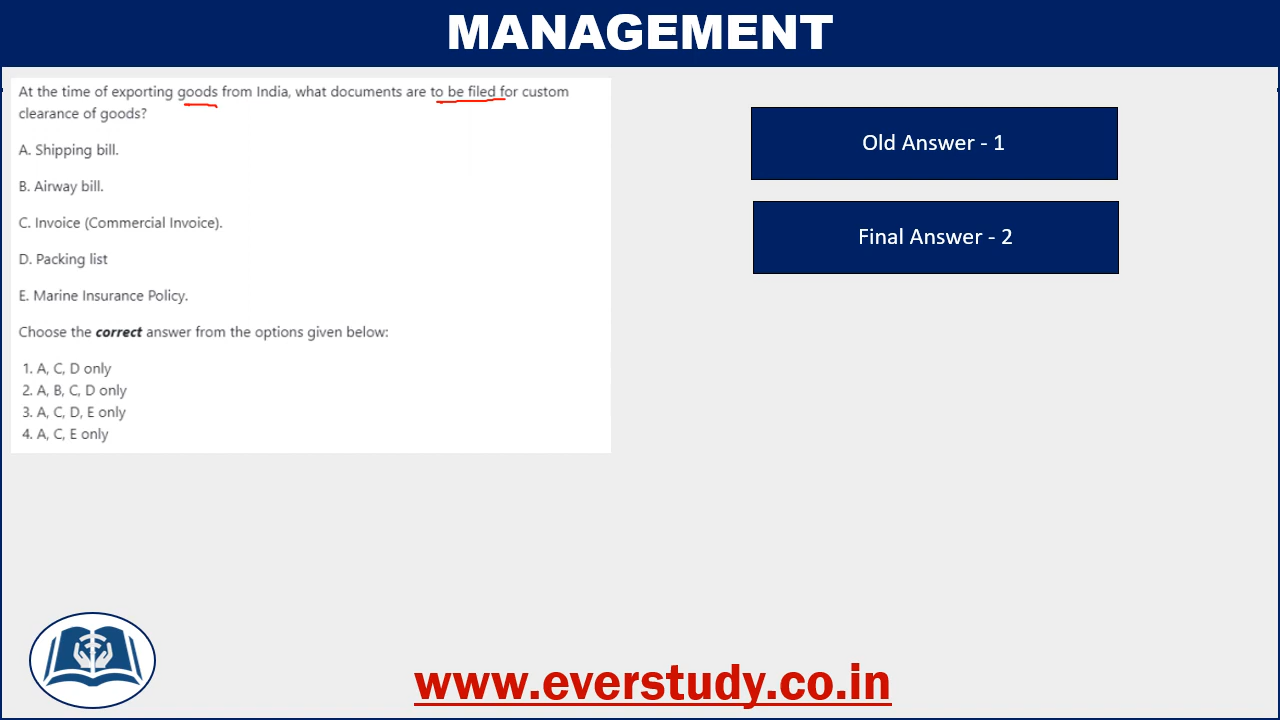 MANAGEMENT
At the time of exporting goods from India, what documents are to be filed for custom
clearance of goods?
A. Shipping bill.
B. Airway bill.
C. Invoice (Commercial Invoice).
D. Packing list
E. Marine Insurance Policy.
Choose the correct answer from the options given below:
1. A, C, D only
2. A, B, C, D only
3. A, C, D, E only
4. A, C, E only
Old Answer - 1
Final Answer - 2
www.everstudy.co.in